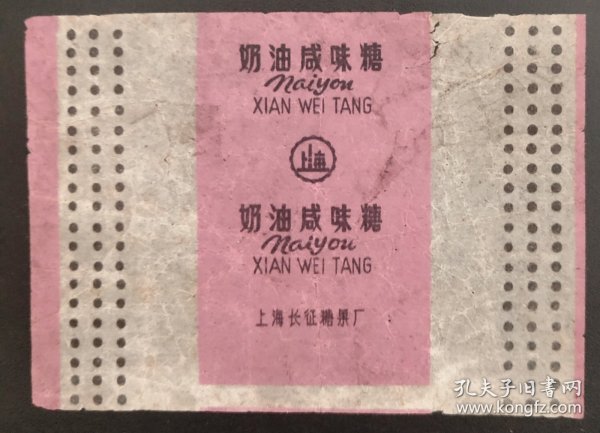 奶油咸味糖
Naiyou
XIAN WEI TANG
上海
奶油咸味糖
Naiyou
XIAN WEI TANG
上海长征糖果厂
孔夫子旧书网
www.kongfz.com